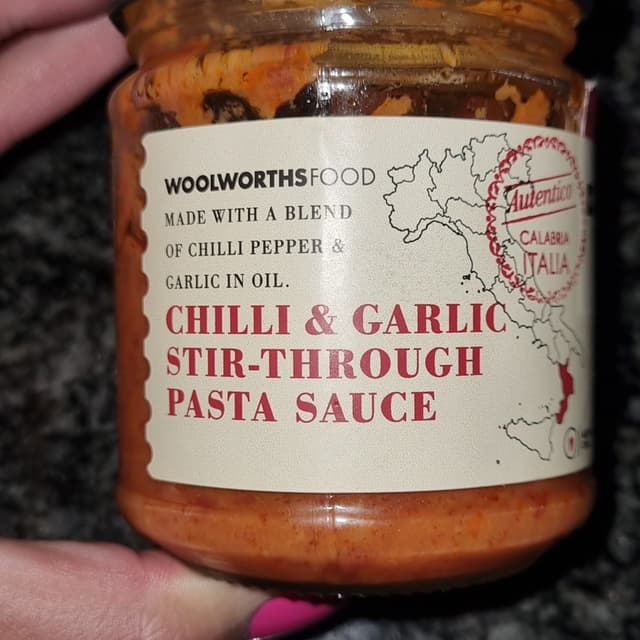 WOOLWORTHSFOOD
MADE WITH A BLEND
OF CHILLI PEPPER &
GARLIC IN OIL.
CHILLI & GARLIC
STIR-THROUGH
PASTA SAUCE
Autentico
CALABRIA
ITALIA